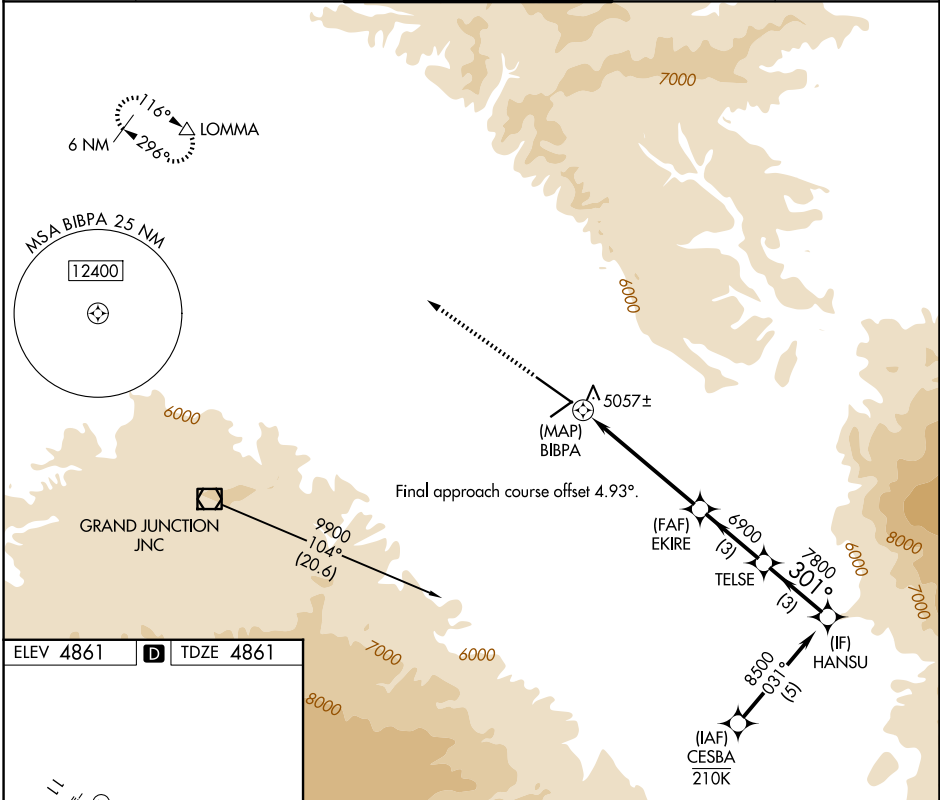 7000
116°
LOMMA
6 NM
296°
MSA BIBPA 25 NM
12400
6000
5057±
(MAP)
BIBPA
6000
Final approach course offset 4.93°.
GRAND JUNCTION
JNC
9900
104°
(20.6)
(FAF)
EKIRE
6900
(3)
TELSE
7800
301°
(3)
6000
8000
7000
(IF)
HANSU
8500
031°
(5)
(IAF)
CESBA
210K
ELEV 4861
D
TDZE 4861
7000
6000
8000
11